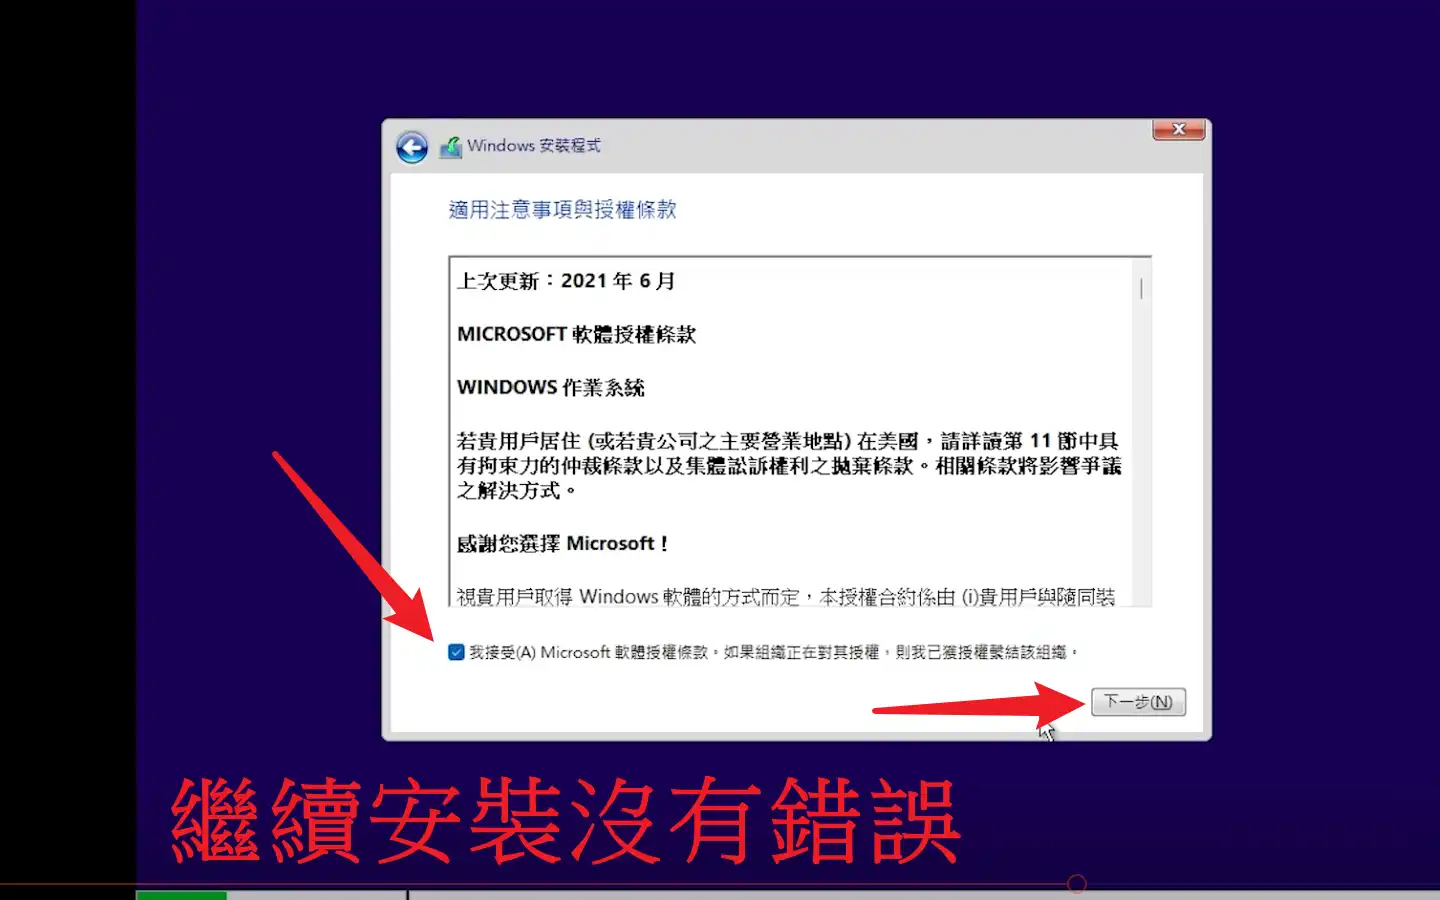 Windows 安裝程式
適用注意事項與授權條款
上次更新：2021 年 6 月
MICROSOFT 軟體授權條款
WINDOWS 作業系統
若貴用戶居住 (或若貴公司之主要營業地點) 在美國，請詳讀第 11 節中具
有拘束力的仲裁條款以及集體訟訴權利之拋棄條款。相關條款將影響爭議
之解決方式。
感謝您選擇 Microsoft！
視貴用戶取得 Windows 軟體的方式而定，本授權合約係由 (i)貴用戶與隨同裝
我接受(A) Microsoft 軟體授權條款。如果組織正在對其授權，則我已獲授權繫結該組織。
下一步(N)
繼續安裝沒有錯誤